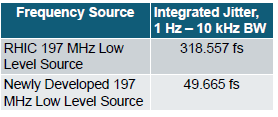 Frequency Source
Integrated Jitter,
1 Hz – 10 kHz BW
RHIC 197 MHz Low
Level Source
318.557 fs
Newly Developed 197
MHz Low Level Source
49.665 fs